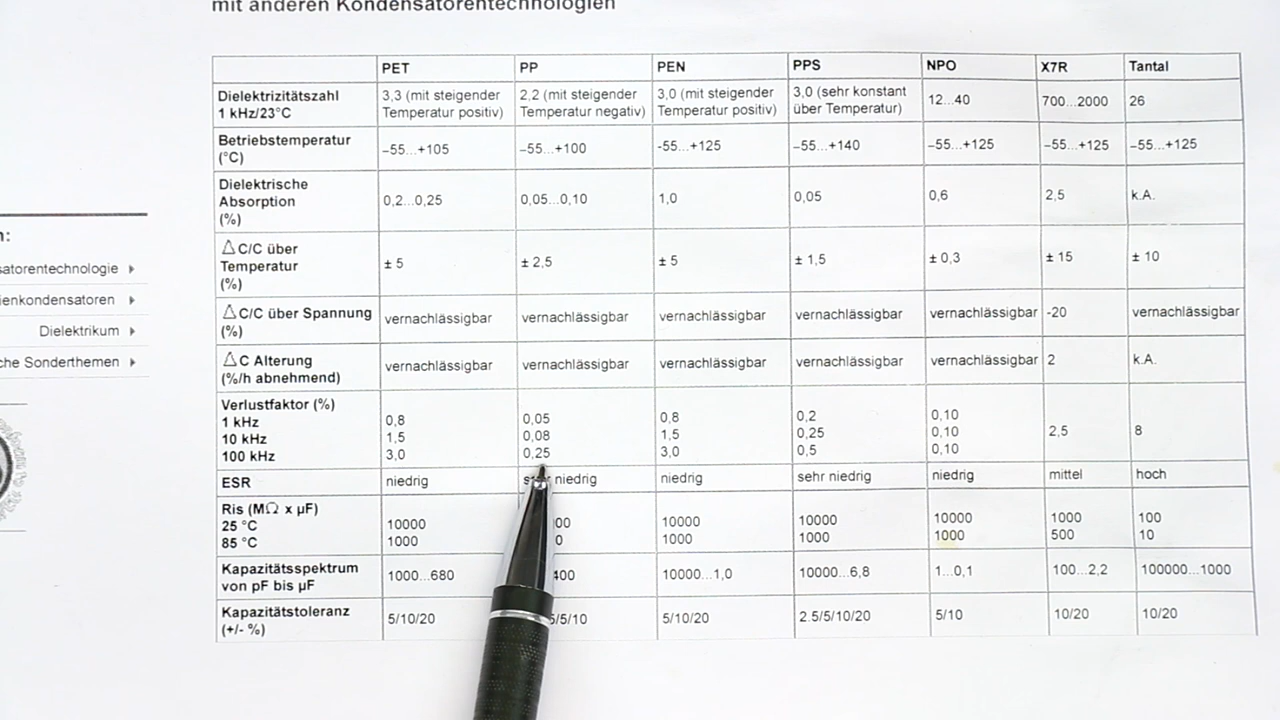 mit anderen Kondensatorentechnologien
PET PP PEN PPS NPO X7R Tantal
Dielektrizitätszahl 3,3 (mit steigender 2,2 (mit steigender 3,0 (mit steigender 3,0 (sehr konstant 12...40 700...2000 26
1 kHz/23°C Temperatur positiv) Temperatur negativ) Temperatur positiv) über Temperatur)
Betriebstemperatur –55...+105 –55...+100 -55...+125 –55...+140 –55...+125 –55...+125 –55...+125
(°C)
Dielektrische
Absorption 0,2...0,25 0,05...0,10 1,0 0,05 0,6 2,5 k.A.
(%)
△C/C über
Temperatur ± 5 ± 2,5 ± 5 ± 1,5 ± 0,3 ± 15 ± 10
(%)
△C/C über Spannung vernachlässigbar vernachlässigbar vernachlässigbar vernachlässigbar vernachlässigbar -20 vernachlässigbar
(%)
△C Alterung vernachlässigbar vernachlässigbar vernachlässigbar vernachlässigbar vernachlässigbar 2 k.A.
(%/h abnehmend)
Verlustfaktor (%)
1 kHz 0,8 0,05 0,8 0,2 0,10
10 kHz 1,5 0,08 1,5 0,25 0,10 2,5 8
100 kHz 3,0 0,25 3,0 0,5 0,10
ESR niedrig niedrig niedrig sehr niedrig niedrig mittel hoch
Ris (MΩ x µF)
25 °C 10000 00 10000 10000 10000 1000 100
85 °C 1000 0 1000 1000 1000 500 10
Kapazitätsspektrum 1000...680 400 10000...1,0 10000...6,8 1...0,1 100...2,2 100000...1000
von pF bis µF
Kapazitätstoleranz 5/10/20 5/5/10 5/10/20 2.5/5/10/20 5/10 10/20 10/20
(+/- %)
n:
satorentechnologie
ienkondensatoren
Dielektrikum
che Sonderthemen